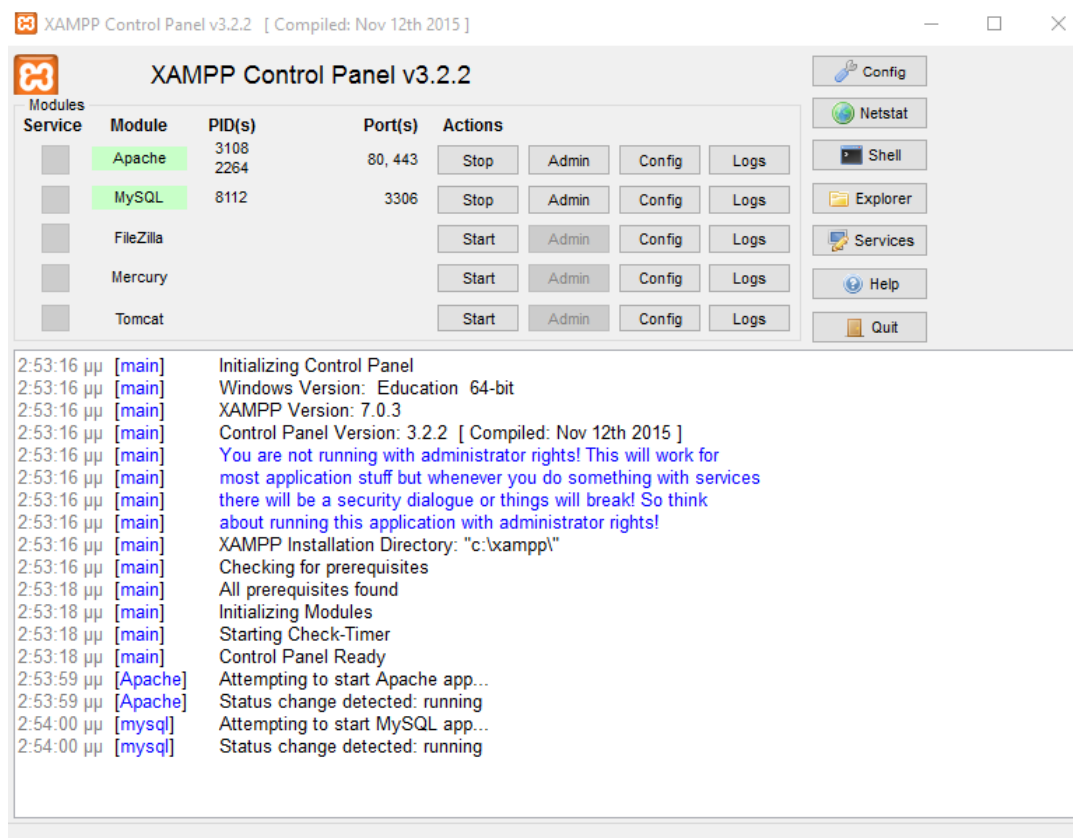 XAMPP Control Panel v3.2.2 [ Compiled: Nov 12th 2015 ]
XAMPP Control Panel v3.2.2
Config
Modules
Service Module PID(s) Port(s) Actions
Netstat
Apache 3108 2264 80, 443 Stop Admin Config Logs
Shell
MySQL 8112 3306 Stop Admin Config Logs
Explorer
FileZilla Start Admin Config Logs
Services
Mercury Start Admin Config Logs
Help
Tomcat Start Admin Config Logs
Quit
2:53:16 μμ [main] Initializing Control Panel
2:53:16 μμ [main] Windows Version: Education 64-bit
2:53:16 μμ [main] XAMPP Version: 7.0.3
2:53:16 μμ [main] Control Panel Version: 3.2.2 [ Compiled: Nov 12th 2015 ]
2:53:16 μμ [main] You are not running with administrator rights! This will work for
2:53:16 μμ [main] most application stuff but whenever you do something with services
2:53:16 μμ [main] there will be a security dialogue or things will break! So think
2:53:16 μμ [main] about running this application with administrator rights!
2:53:16 μμ [main] XAMPP Installation Directory: "c:\xampp\"
2:53:16 μμ [main] Checking for prerequisites
2:53:18 μμ [main] All prerequisites found
2:53:18 μμ [main] Initializing Modules
2:53:18 μμ [main] Starting Check-Timer
2:53:18 μμ [main] Control Panel Ready
2:53:59 μμ [Apache] Attempting to start Apache app...
2:53:59 μμ [Apache] Status change detected: running
2:54:00 μμ [mysql] Attempting to start MySQL app...
2:54:00 μμ [mysql] Status change detected: running